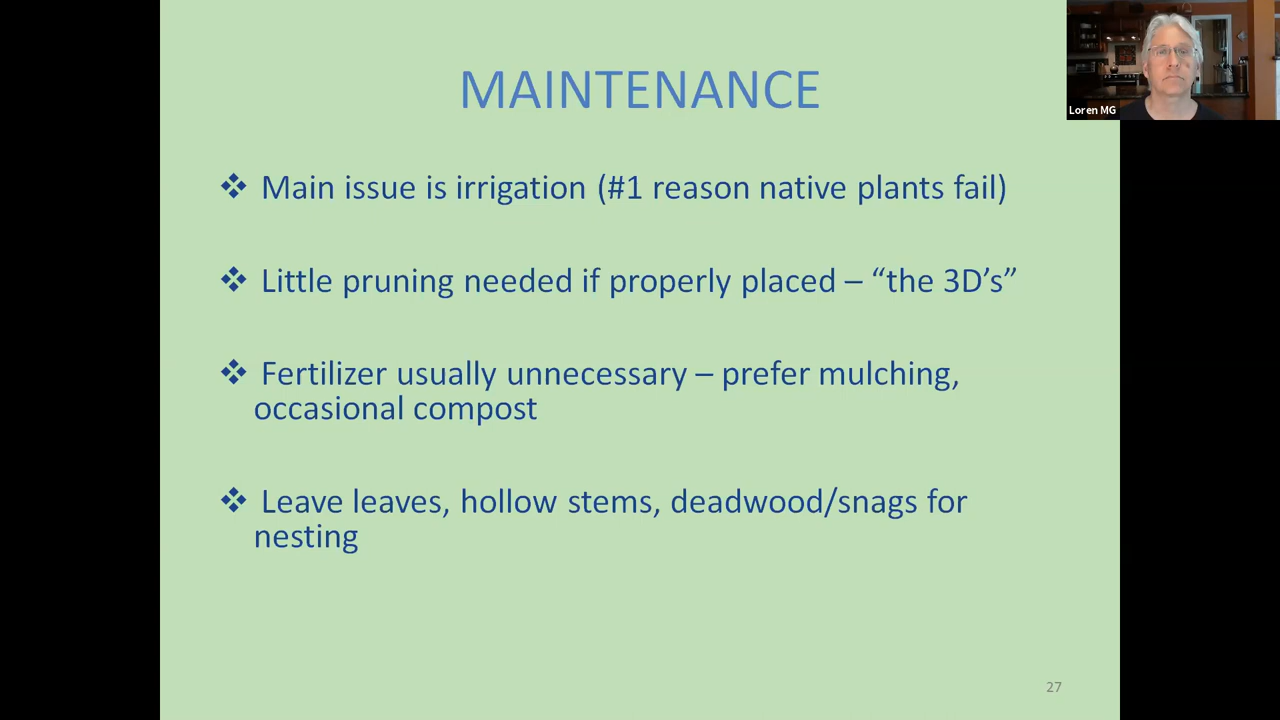 MAINTENANCE
Loren MG
❖ Main issue is irrigation (#1 reason native plants fail)
❖ Little pruning needed if properly placed – “the 3D’s”
❖ Fertilizer usually unnecessary – prefer mulching,
occasional compost
❖ Leave leaves, hollow stems, deadwood/snags for
nesting
27